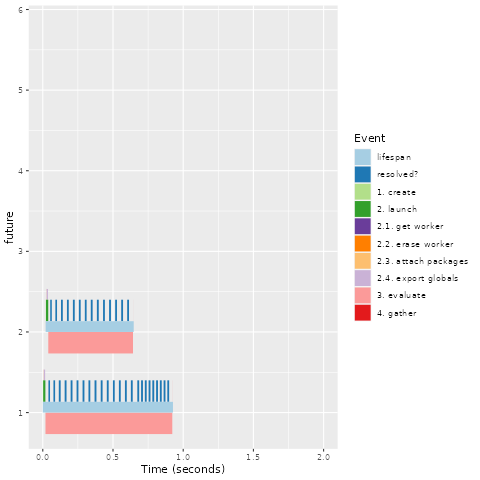 6
5
4
3
2
1
future
0.0 0.5 1.0 1.5 2.0
Time (seconds)
Event
lifespan
resolved?
1. create
2. launch
2.1. get worker
2.2. erase worker
2.3. attach packages
2.4. export globals
3. evaluate
4. gather